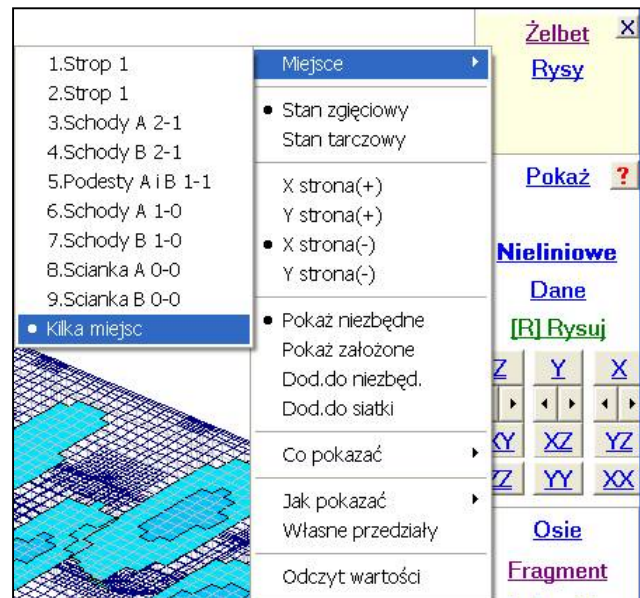 1.Strop 1
2.Strop 1
3.Schody A 2-1
4.Schody B 2-1
5.Podesty A i B 1-1
6.Schody A 1-0
7.Schody B 1-0
8.Scianka A 0-0
9.Scianka B 0-0
Kilka miejsc
Miejsce
Stan zgięciowy
Stan tarczowy
X strona(+)
Y strona(+)
X strona(-)
Y strona(-)
Pokaż niezbędne
Pokaż założone
Dod.do niezbęd.
Dod.do siatki
Co pokazać
Jak pokazać
Własne przedziały
Odczyt wartości
Żelbet X
Rysy
Pokaż ?
Nieliniowe
Dane
[R] Rysuj
Z Y X
XY XZ YZ
ZZ YY XX
Osie
Fragment